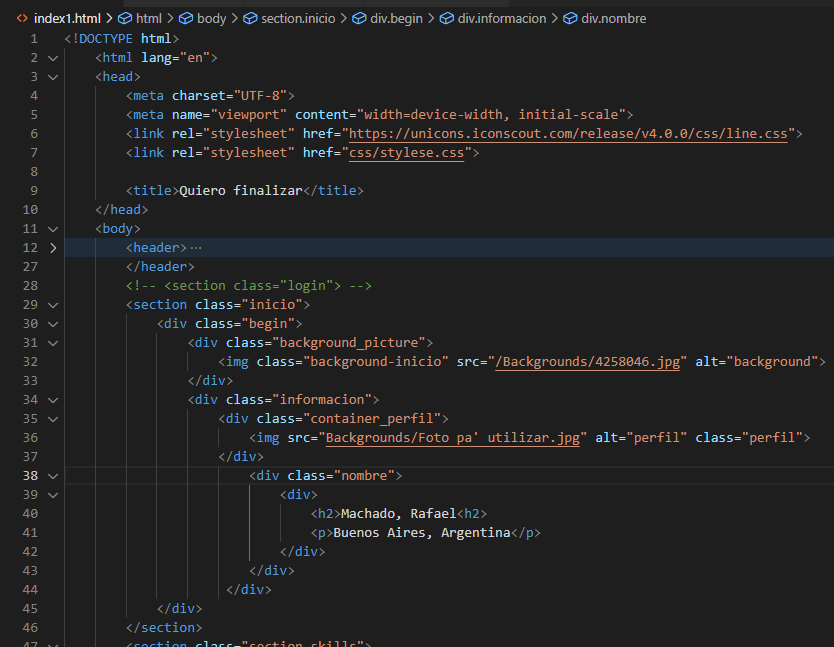 index1.html > html > body > section.inicio > div.begin > div.informacion > div.nombre
1 <!DOCTYPE html>
2 <html lang="en">
3 <head>
4 <meta charset="UTF-8">
5 <meta name="viewport" content="width=device-width, initial-scale">
6 <link rel="stylesheet" href="https://unicons.iconscout.com/release/v4.0.0/css/line.css">
7 <link rel="stylesheet" href="css/stylese.css">
8
9 <title>Quiero finalizar</title>
10 </head>
11 <body>
12 <header>···
27 </header>
28 <!-- <section class="login"> -->
29 <section class="inicio">
30 <div class="begin">
31 <div class="background_picture">
32 <img class="background-inicio" src="/Backgrounds/4258046.jpg" alt="background">
33 </div>
34 <div class="informacion">
35 <div class="container_perfil">
36 <img src="Backgrounds/Foto pa' utilizar.jpg" alt="perfil" class="perfil">
37 </div>
38 <div class="nombre">
39 <div>
40 <h2>Machado, Rafael<h2>
41 <p>Buenos Aires, Argentina</p>
42 </div>
43 </div>
44 </div>
45 </div>
46 </section>
47 <section class="section skills">